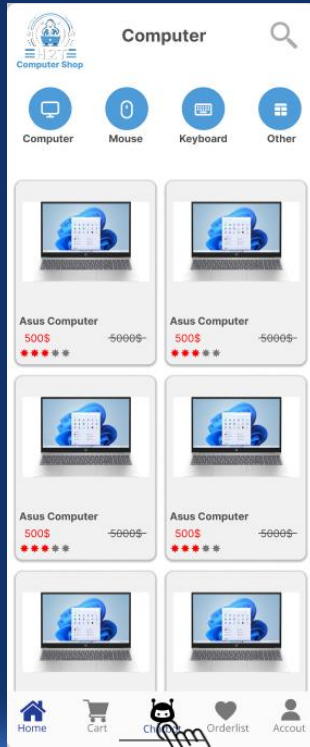 Computer
HZT
Computer Shop
Computer Mouse Keyboard Other
Asus Computer Asus Computer
500$ 5000$ 500$ 5000$
Asus Computer Asus Computer
500$ 5000$ 500$ 5000$
Home Cart Orderlist Accout